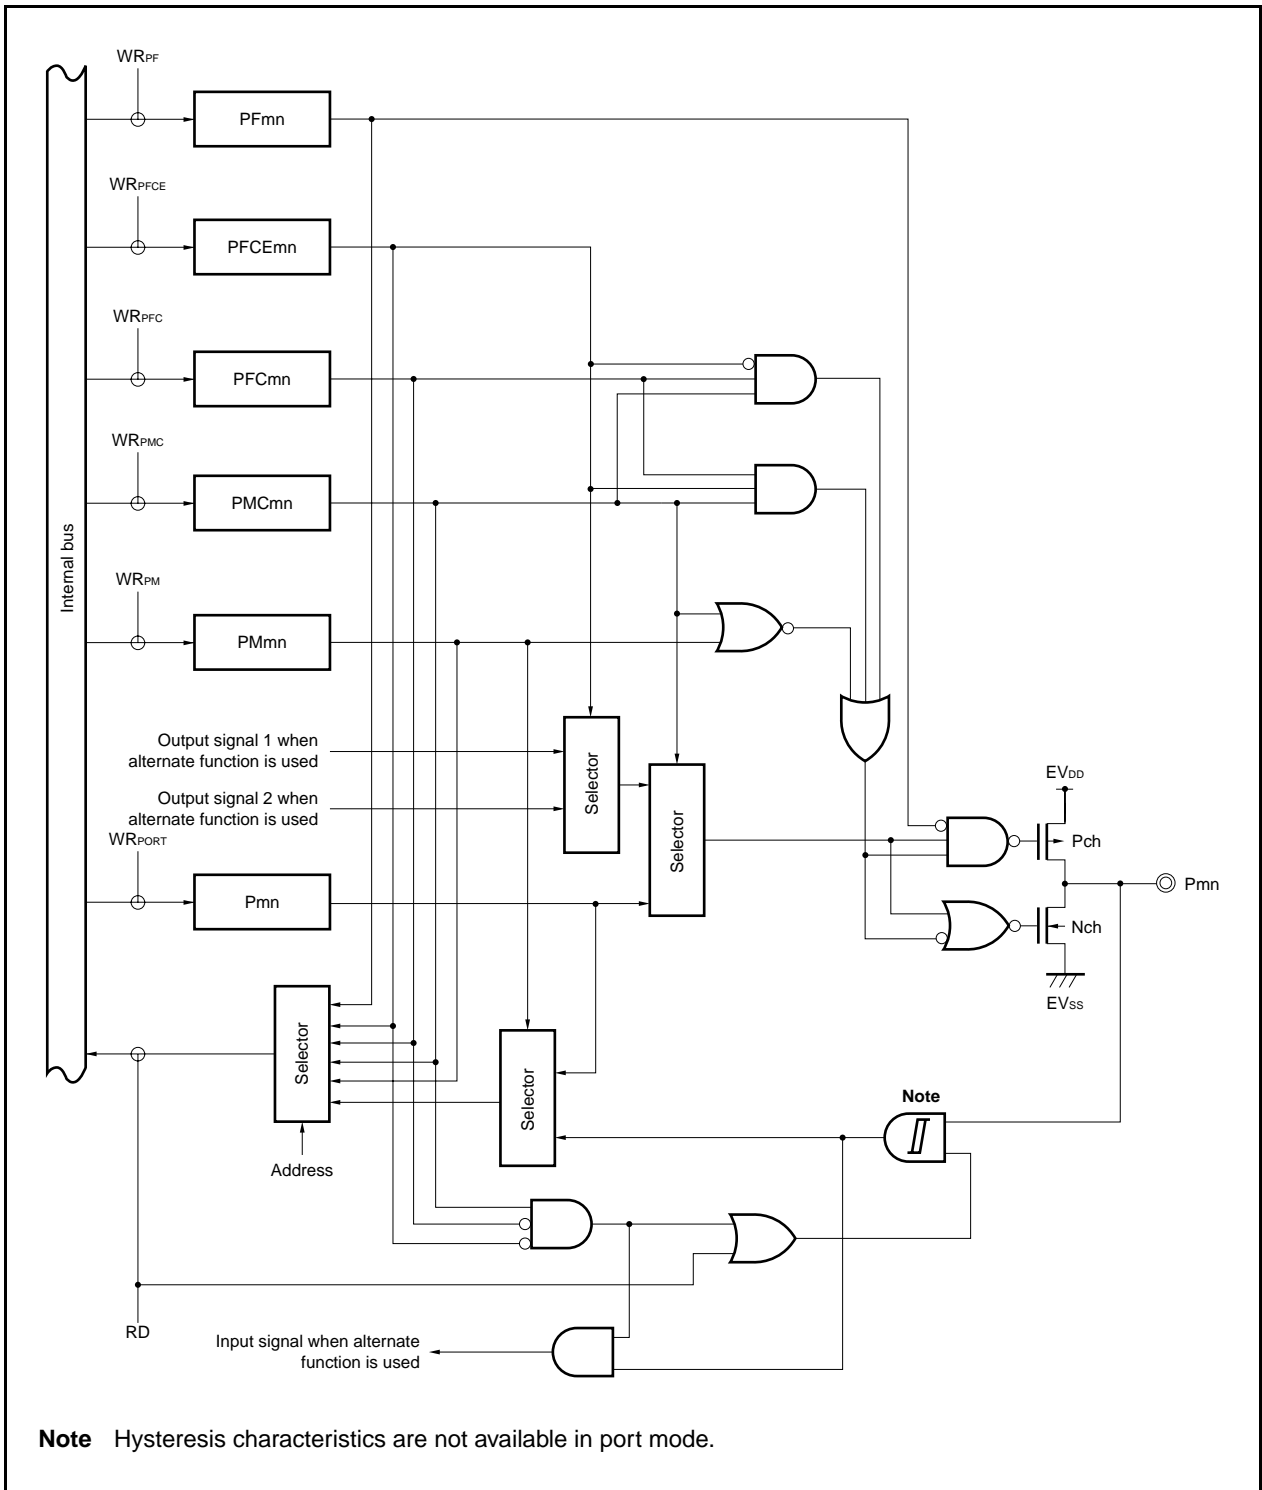 WRPF
PFmn
WRPFCE
PFCEmn
WRPFC
PFCmn
WRPMC
PMCmn
Internal bus
WRPM
PMmn
Output signal 1 when
alternate function is used
Output signal 2 when
alternate function is used
Selector
Selector
WRPORT
Pmn
EVDD
Pch
Pmn
Nch
EVSS
Selector
Selector
Address
Note
RD
Input signal when alternate
function is used
Note Hysteresis characteristics are not available in port mode.